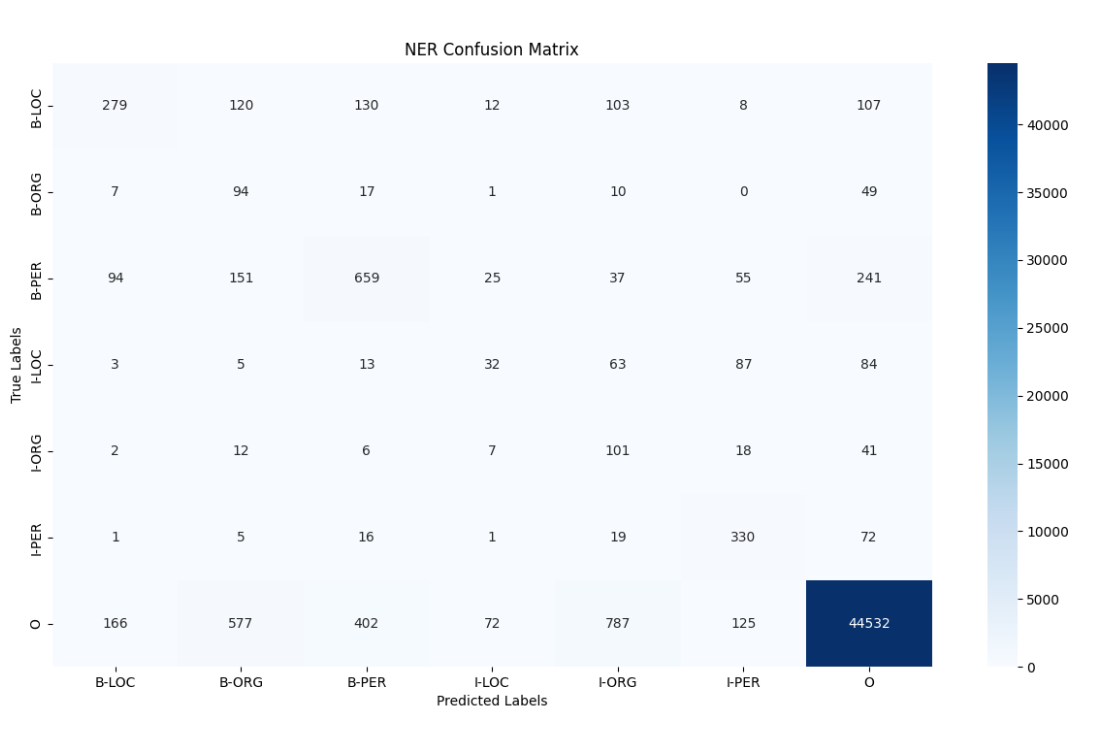 NER Confusion Matrix
B-LOC 279 120 130 12 103 8 107
B-ORG 7 94 17 1 10 0 49
B-PER 94 151 659 25 37 55 241
I-LOC 3 5 13 32 63 87 84
I-ORG 2 12 6 7 101 18 41
I-PER 1 5 16 1 19 330 72
O 166 577 402 72 787 125 44532
B-LOC B-ORG B-PER I-LOC I-ORG I-PER O
Predicted Labels
True Labels
40000
35000
30000
25000
20000
15000
10000
5000
0